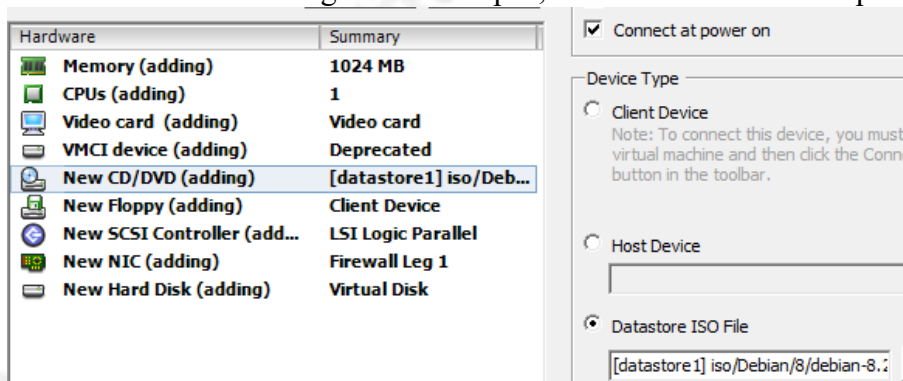 Hardware Summary
Memory (adding) 1024 MB
CPUs (adding) 1
Video card (adding) Video card
VMCI device (adding) Deprecated
New CD/DVD (adding) [datastore1] iso/Deb...
New Floppy (adding) Client Device
New SCSI Controller (add... LSI Logic Parallel
New NIC (adding) Firewall Leg 1
New Hard Disk (adding) Virtual Disk
Connect at power on
Device Type
Client Device
Note: To connect this device, you must
virtual machine and then click the Conn
button in the toolbar.
Host Device
Datastore ISO File
[datastore1] iso/Debian/8/debian-8.2